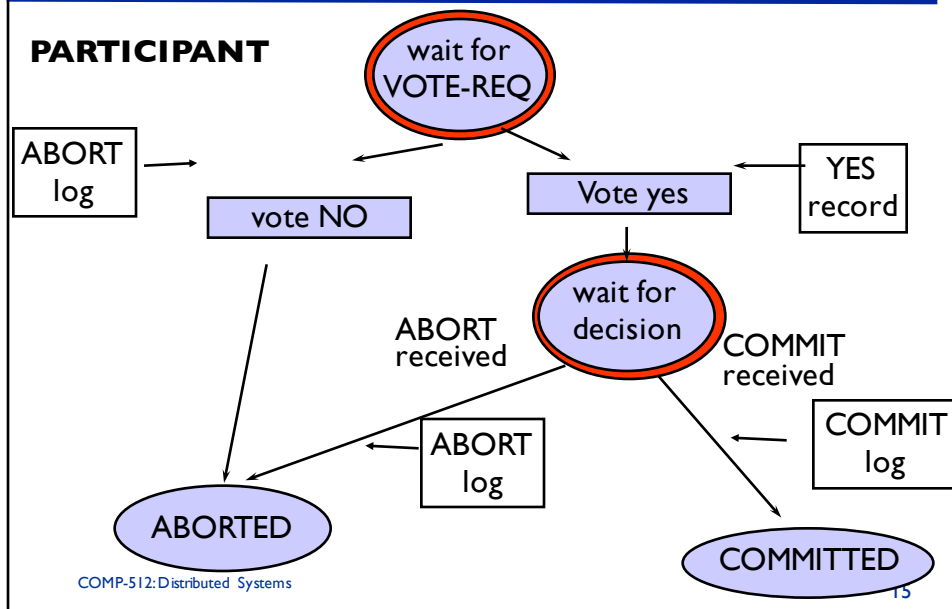 PARTICIPANT
wait for
VOTE-REQ
ABORT
log
YES
record
vote NO
Vote yes
wait for
decision
ABORT
received
COMMIT
received
ABORT
log
COMMIT
log
ABORTED
COMMITTED
COMP-512: Distributed Systems
15